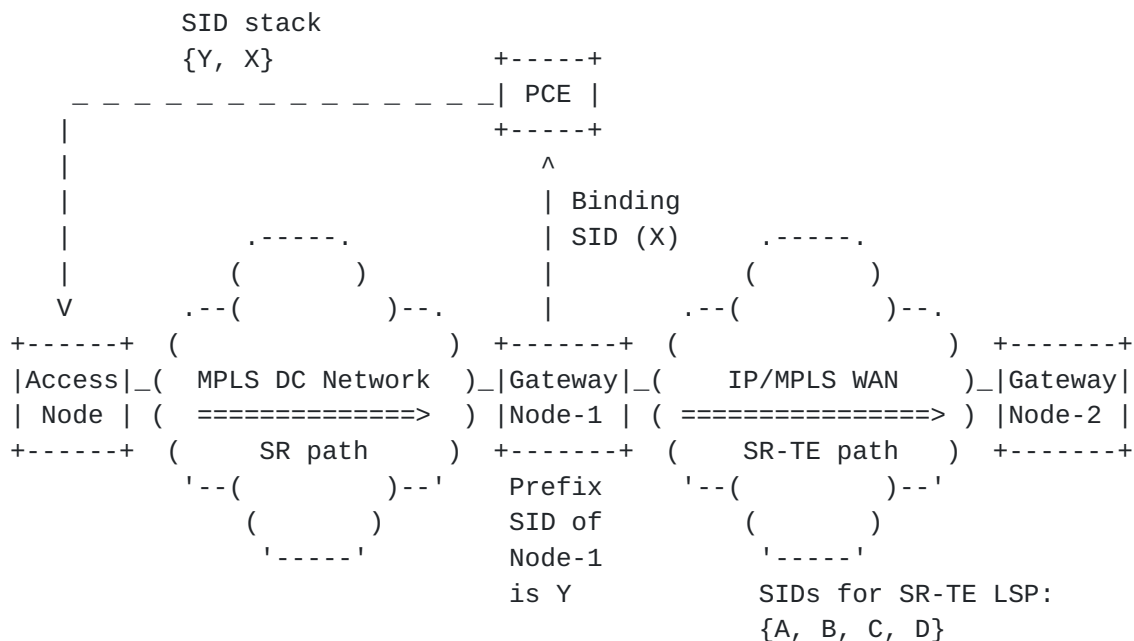 SID stack
{Y, X}
PCE
Binding
SID (X)
Access
Node
MPLS DC Network
SR path
Gateway
Node-1
IP/MPLS WAN
SR-TE path
Gateway
Node-2
Prefix
SID of
Node-1
is Y
SIDs for SR-TE LSP:
{A, B, C, D}